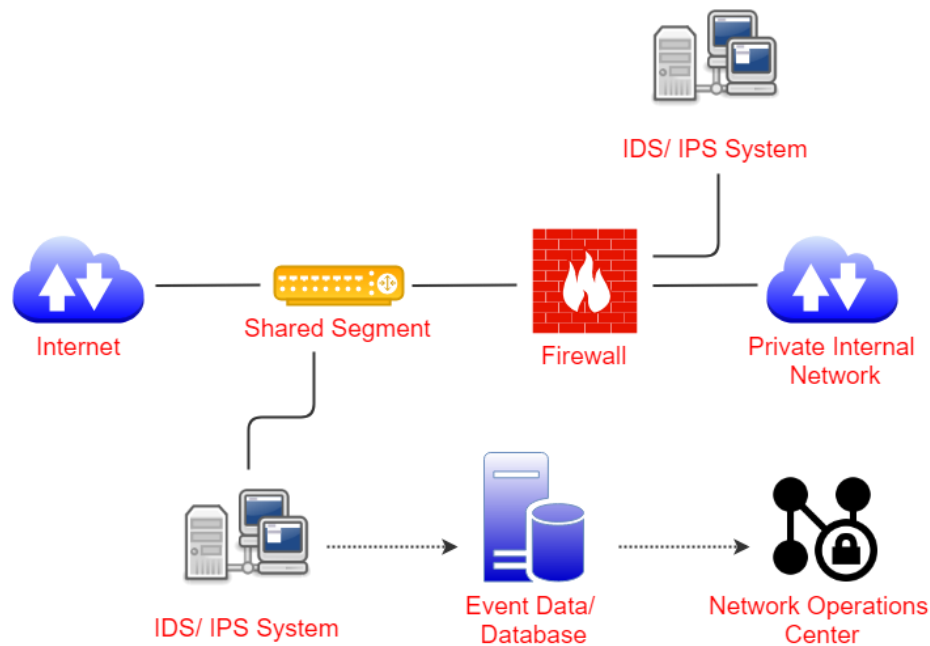 IDS/ IPS System
Internet
Shared Segment
Firewall
Private Internal
Network
IDS/ IPS System
Event Data/
Database
Network Operations
Center